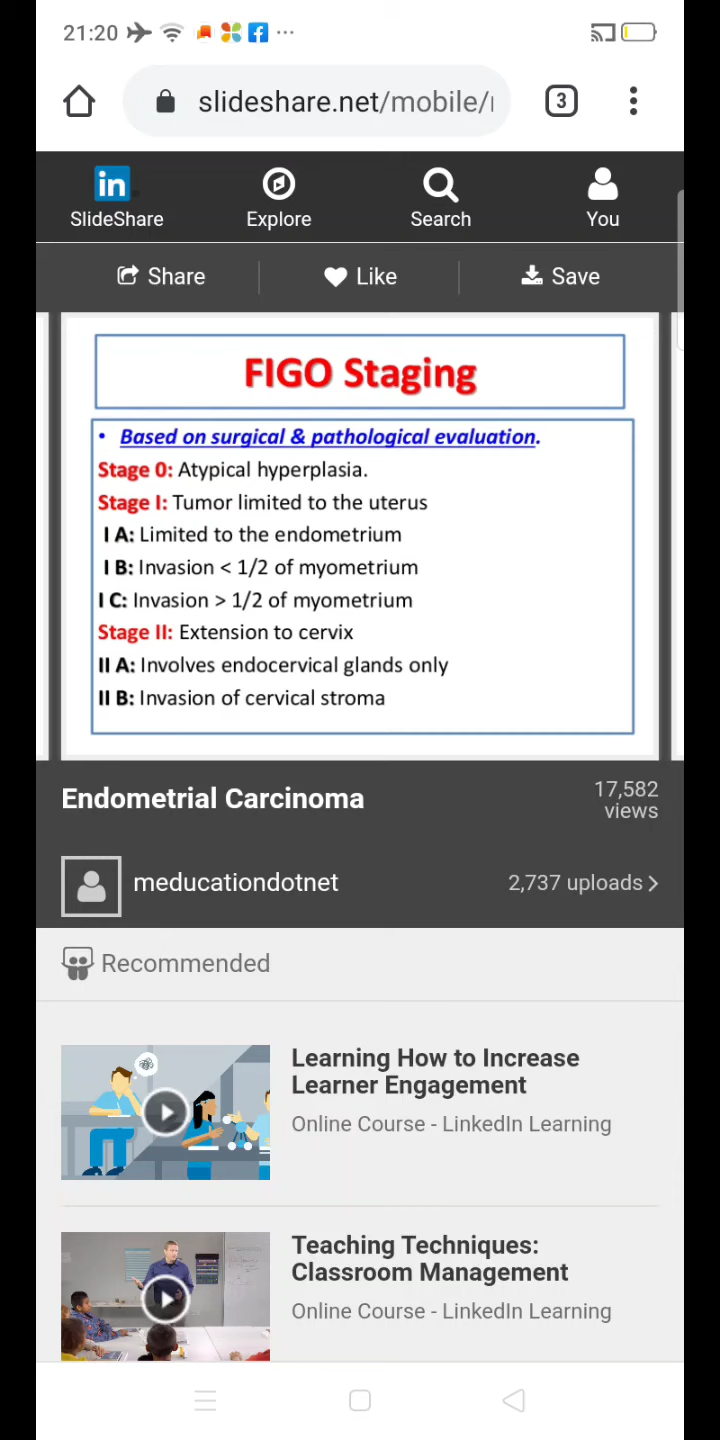 21:20
slideshare.net/mobile/
3
in
SlideShare
Explore
Search
You
Share
Like
Save
FIGO Staging
• Based on surgical & pathological evaluation.
Stage 0: Atypical hyperplasia.
Stage I: Tumor limited to the uterus
I A: Limited to the endometrium
I B: Invasion < 1/2 of myometrium
I C: Invasion > 1/2 of myometrium
Stage II: Extension to cervix
II A: Involves endocervical glands only
II B: Invasion of cervical stroma
Endometrial Carcinoma
17,582
views
meducationdotnet
2,737 uploads
Recommended
Learning How to Increase
Learner Engagement
Online Course - LinkedIn Learning
Teaching Techniques:
Classroom Management
Online Course - LinkedIn Learning